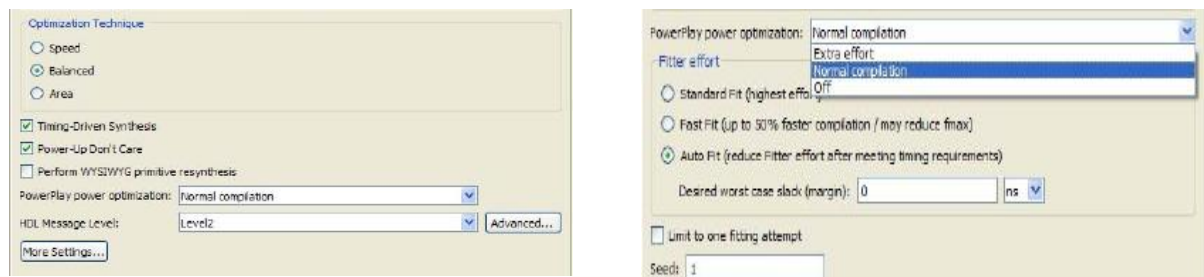 Optimization Technique
Speed
Balanced
Area
Timing-Driven Synthesis
Power-Up Don't Care
Perform WYSIWYG primitive resynthesis
PowerPlay power optimization: Normal compilation
HDL Message Level: Level2 Advanced...
More Settings...
PowerPlay power optimization: Normal compilation
Extra effort
Fitter effort
Normal compilation
Off
Standard Fit (highest effort)
Fast Fit (up to 50% faster compilation / may reduce fmax)
Auto Fit (reduce Fitter effort after meeting timing requirements)
Desired worst case slack (margin): 0 ns
Limit to one fitting attempt
Seed: 1